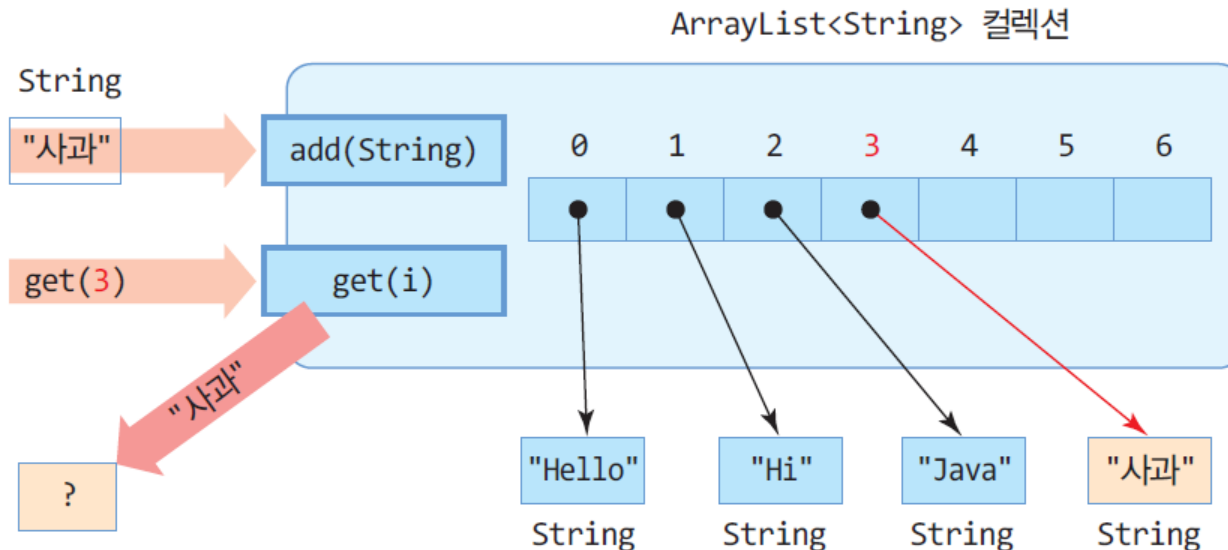 ArrayList<String> 컬렉션
String
"사과"
add(String)
0 1 2 3 4 5 6
get(3)
get(i)
"사과"
?
"Hello" "Hi" "Java" "사과"
String String String String